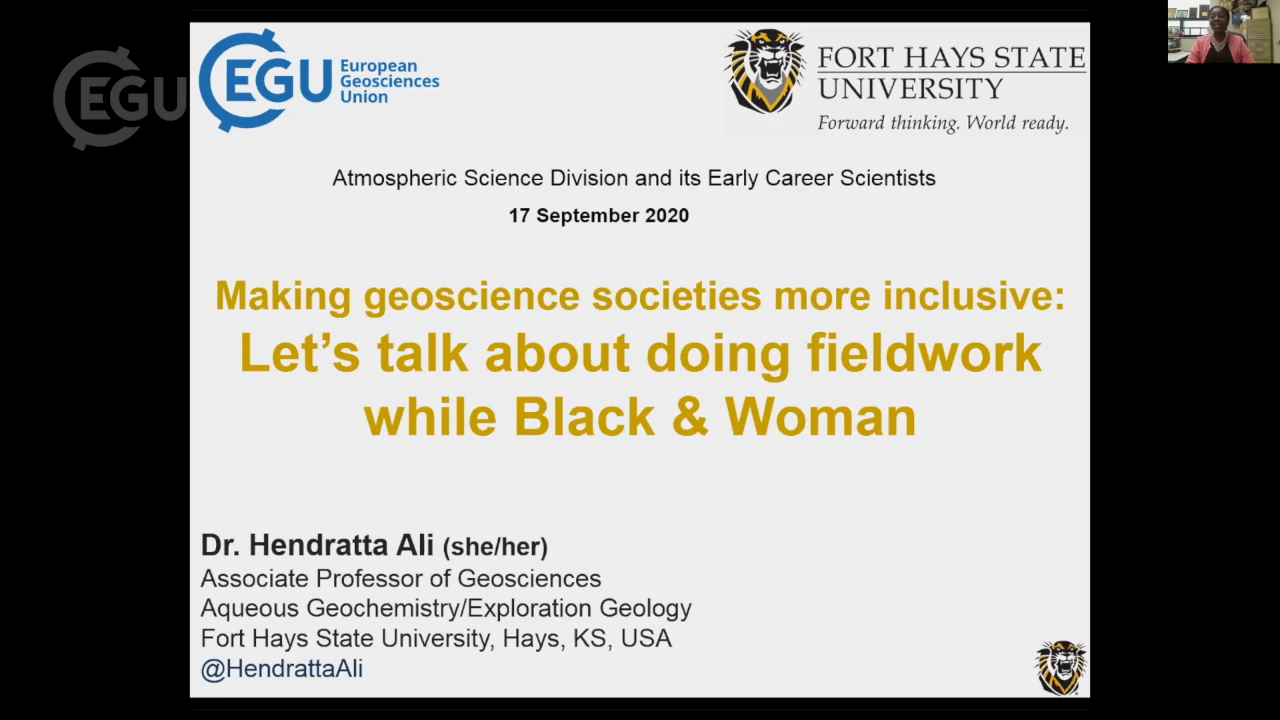 EGU
EGU
European
Geosciences
Union
FORT HAYS STATE
UNIVERSITY
Forward thinking. World ready.
Atmospheric Science Division and its Early Career Scientists
17 September 2020
Making geoscience societies more inclusive:
Let's talk about doing fieldwork
while Black & Woman
Dr. Hendratta Ali (she/her)
Associate Professor of Geosciences
Aqueous Geochemistry/Exploration Geology
Fort Hays State University, Hays, KS, USA
@HendrattaAli